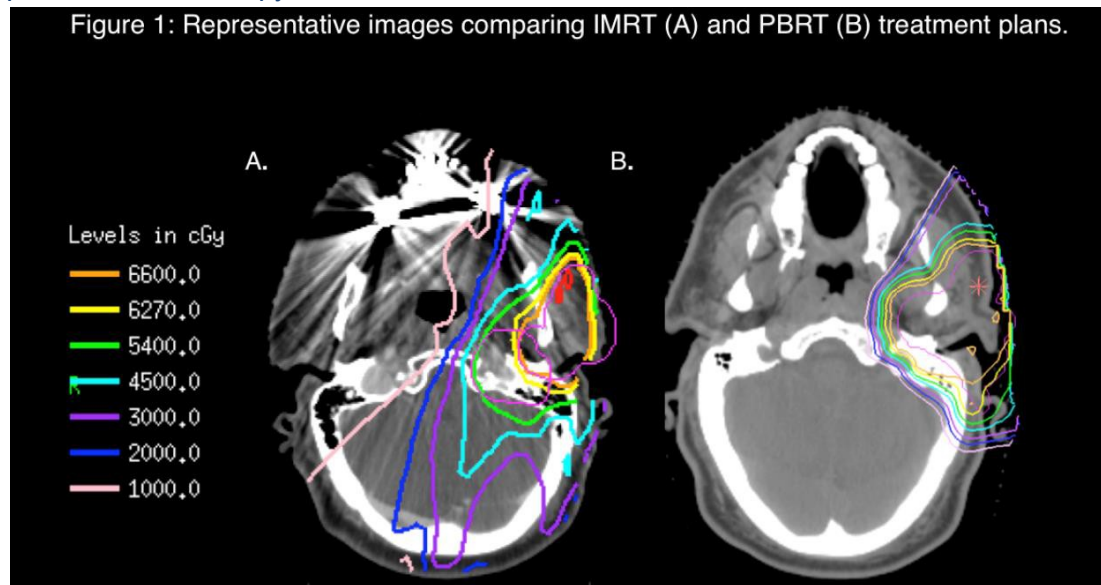 Figure 1: Representative images comparing IMRT (A) and PBRT (B) treatment plans.
A.
B.
Levels in cGy
6600.0
6270.0
5400.0
R
4500.0
3000.0
2000.0
1000.0